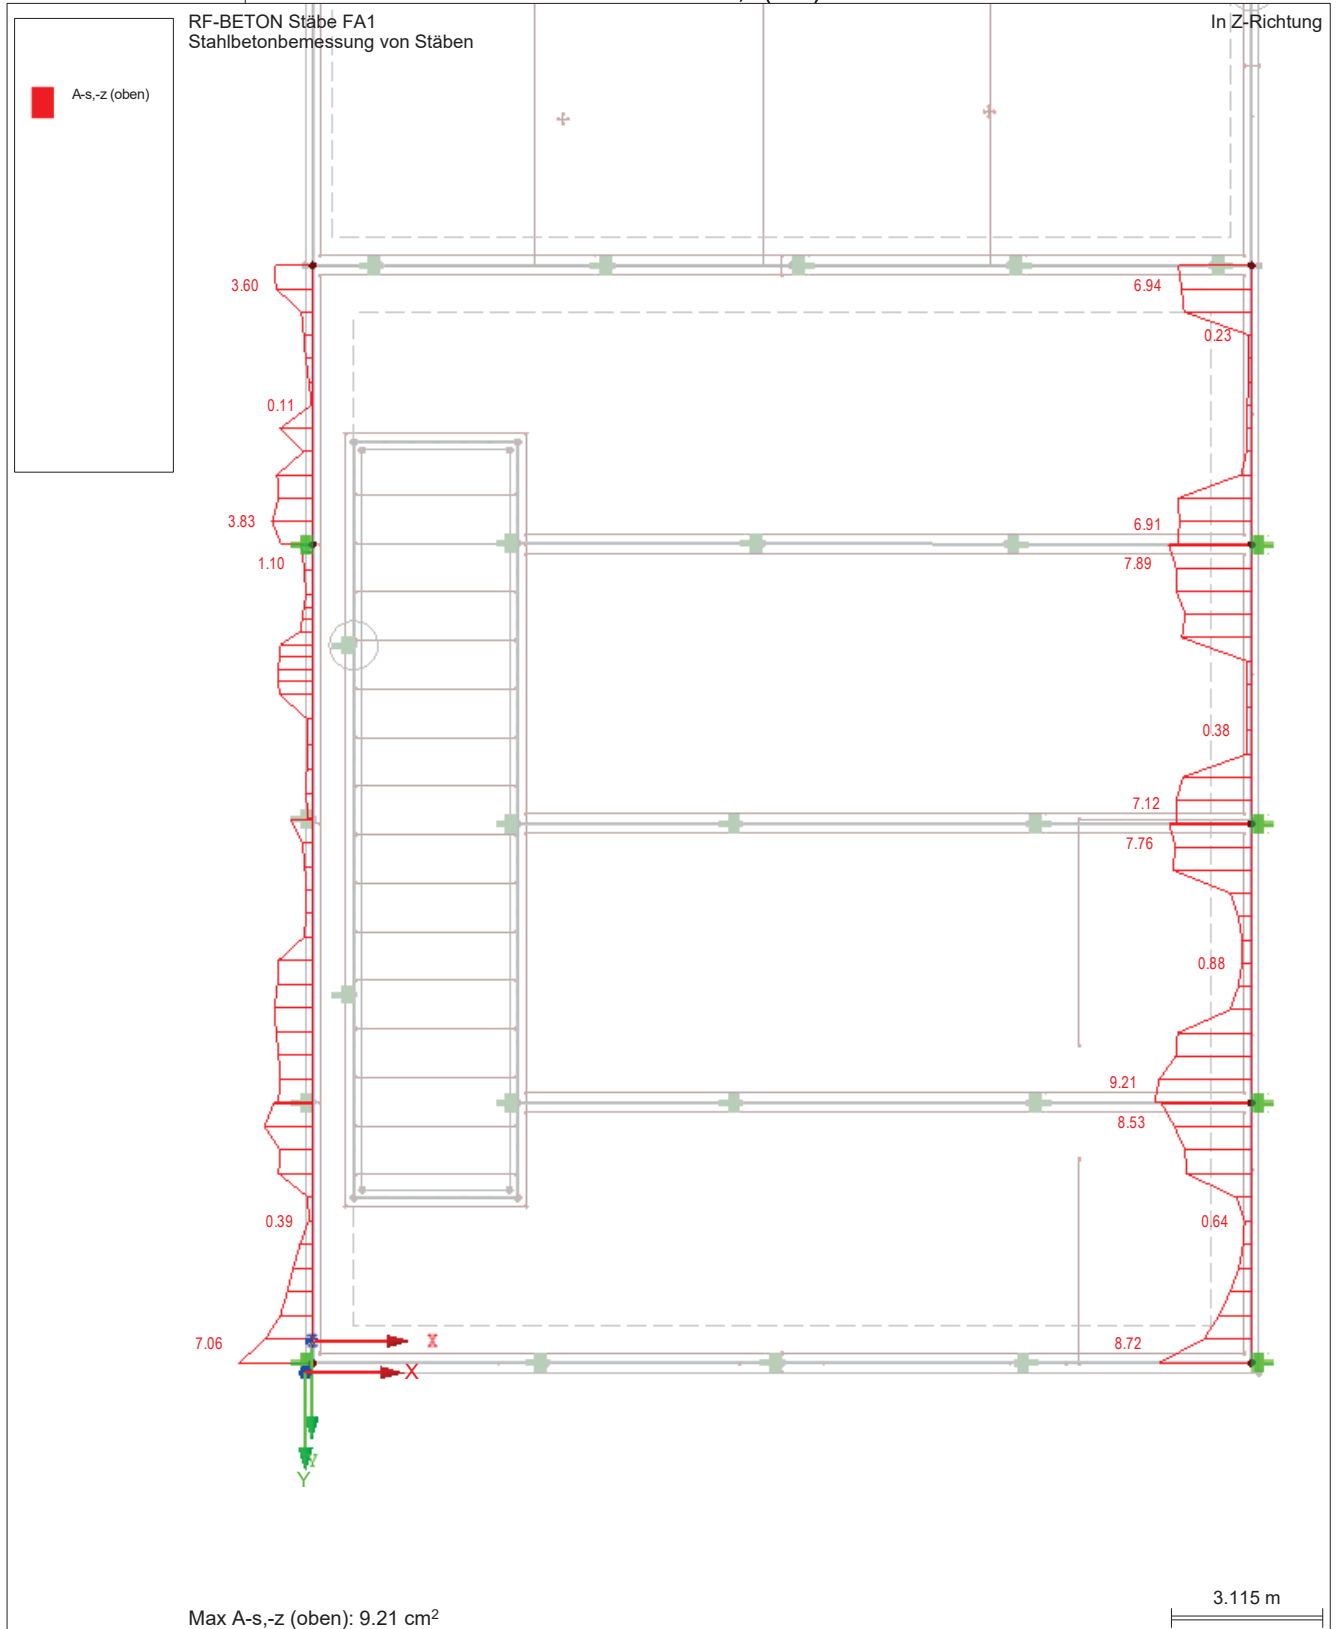 RF-BETON Stäbe FA1
In Z-Richtung
Stahlbetonbemessung von Stäben
A-s,-z (oben)
3.60
6.94
0.23
0.11
3.83
6.91
1.10
7.89
0.38
7.12
7.76
0.88
9.21
8.53
0.39
0.64
7.06
8.72
X
X
Y
Y
3.115 m
Max A-s,-z (oben): 9.21 cm²